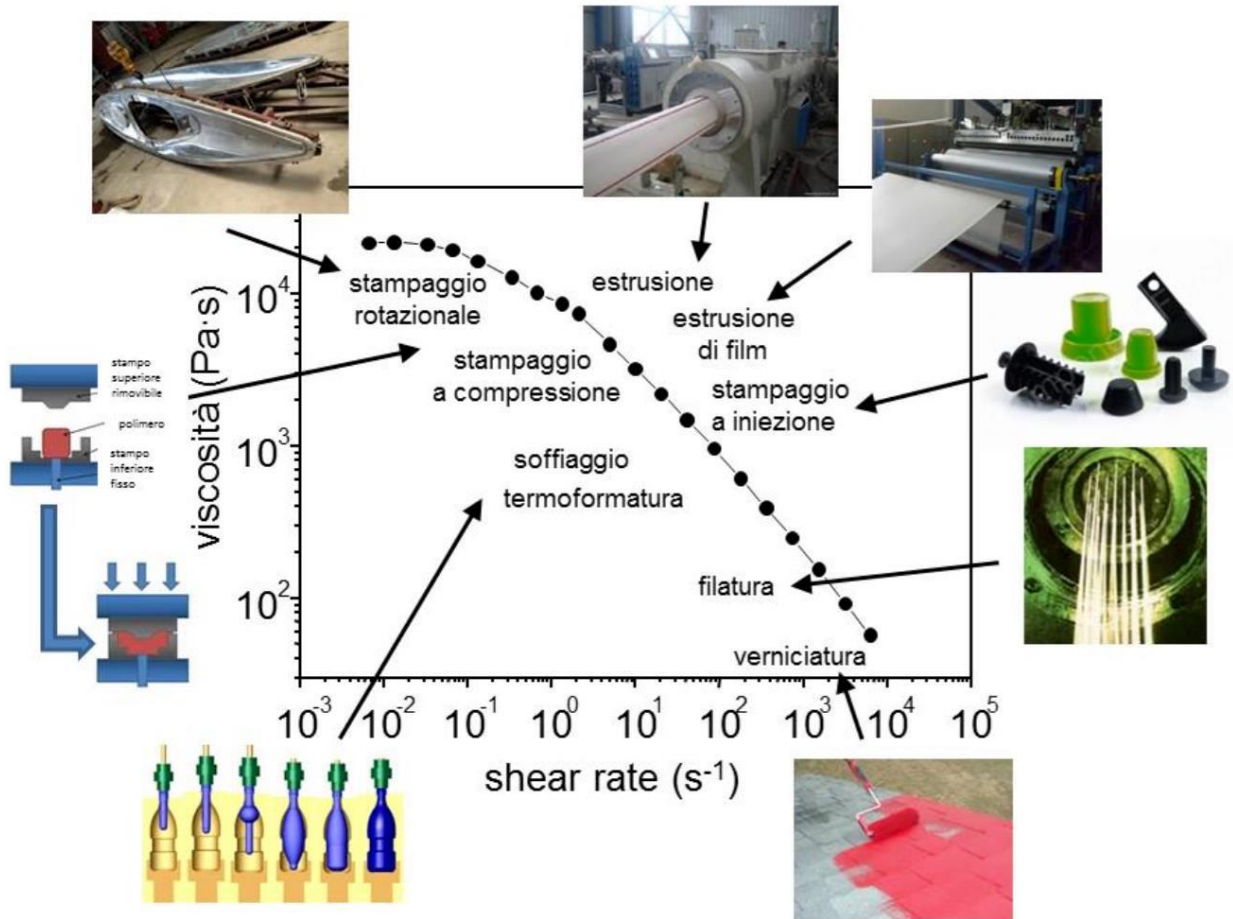 stampaggio
rotazionale
estrusione
estrusione
di film
stampaggio
a compressione
stampaggio
a iniezione
soffiaggio
termoformatura
filatura
verniciatura
stampo
superiore
rimovibile
polimero
stampo
inferiore
fisso
viscosità (Pa·s)
10⁴
10³
10²
10⁻³ 10⁻² 10⁻¹ 10⁰ 10¹ 10² 10³ 10⁴ 10⁵
shear rate (s⁻¹)